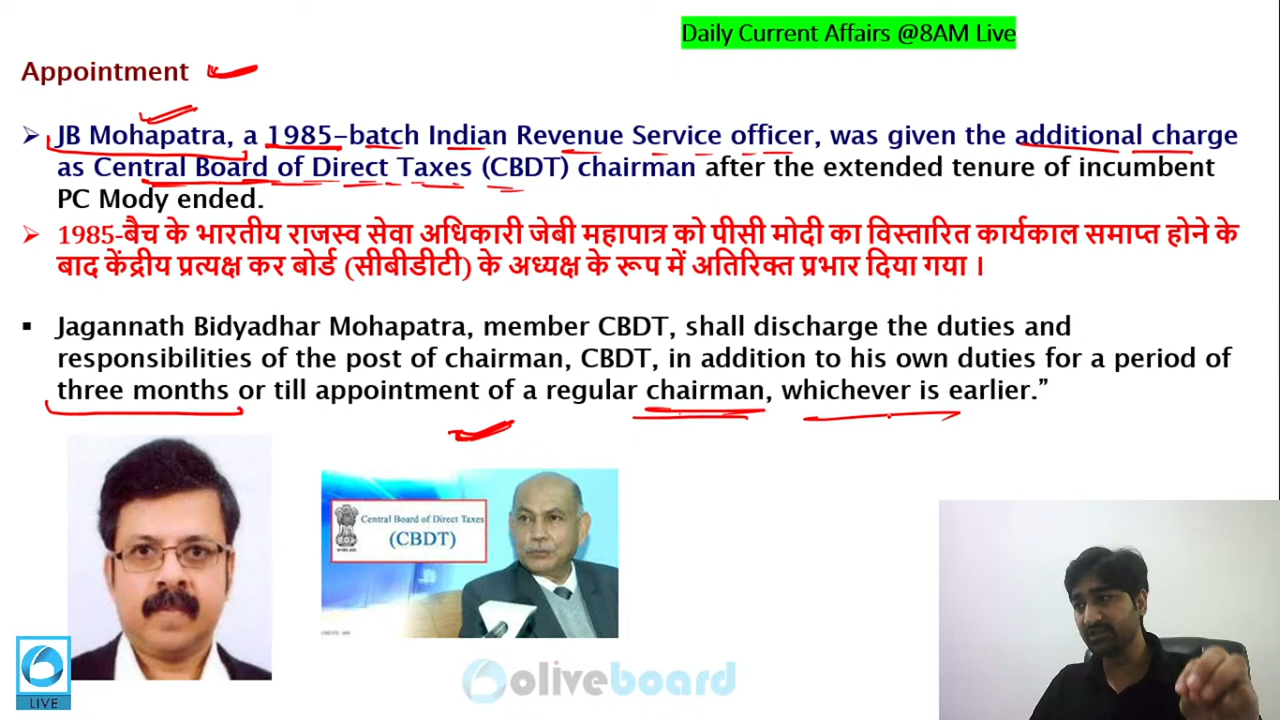 Daily Current Affairs @8AM Live
Appointment
JB Mohapatra, a 1985-batch Indian Revenue Service officer, was given the additional charge
as Central Board of Direct Taxes (CBDT) chairman after the extended tenure of incumbent
PC Mody ended.
1985-बैच के भारतीय राजस्व सेवा अधिकारी जेबी महापात्र को पीसी मोदी का विस्तारित कार्यकाल समाप्त होने के
बाद केंद्रीय प्रत्यक्ष कर बोर्ड (सीबीडीटी) के अध्यक्ष के रूप में अतिरिक्त प्रभार दिया गया ।
Jagannath Bidyadhar Mohapatra, member CBDT, shall discharge the duties and
responsibilities of the post of chairman, CBDT, in addition to his own duties for a period of
three months or till appointment of a regular chairman, whichever is earlier.”
Central Board of Direct Taxes
(CBDT)
oliveboard
LIVE